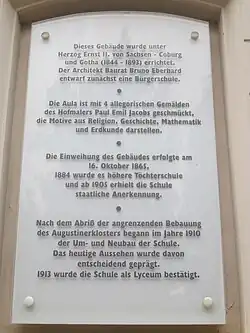 Dieses Gebäude wurde unter
Herzog Ernst II. von Sachsen - Coburg
und Gotha (1844 - 1893) errichtet.
Der Architekt Baurat Bruno Eberhard
entwarf zunächst eine Bürgerschule.
Die Aula ist mit 4 allegorischen Gemälden
des Hofmalers Paul Emil Jacobs geschmückt,
die Motive aus Religion, Geschichte, Mathematik
und Erdkunde darstellen.
Die Einweihung des Gebäudes erfolgte am
16. Oktober 1865.
1884 wurde es höhere Töchterschule
und ab 1905 erhielt die Schule
staatliche Anerkennung.
Nach dem Abriß der angrenzenden Bebauung
des Augustinerklosters begann im Jahre 1910
der Um- und Neubau der Schule.
Das heutige Aussehen wurde davon
entscheidend geprägt.
1913 wurde die Schule als Lyceum bestätigt.